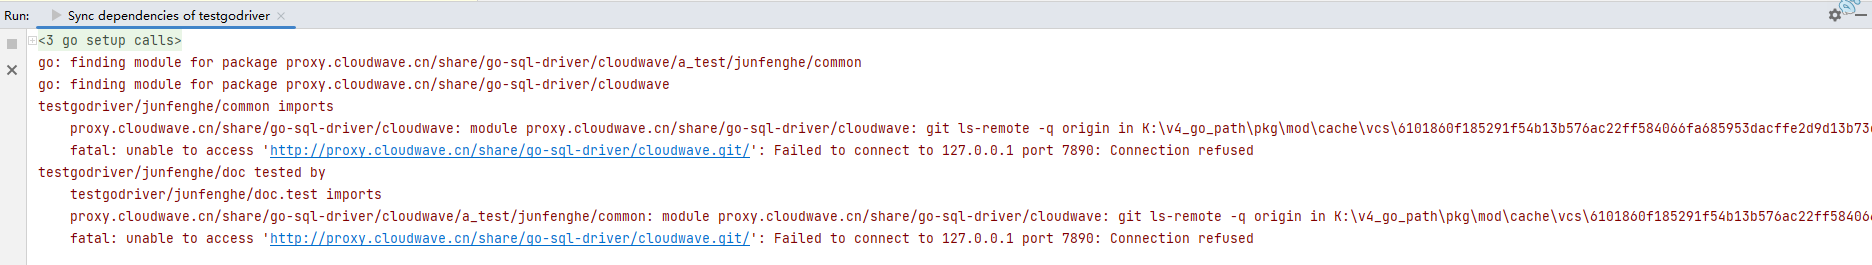 Run: Sync dependencies of testgodriver
<3 go setup calls>
go: finding module for package proxy.cloudwave.cn/share/go-sql-driver/cloudwave/a_test/junfenghe/common
go: finding module for package proxy.cloudwave.cn/share/go-sql-driver/cloudwave
testgodriver/junfenghe/common imports
proxy.cloudwave.cn/share/go-sql-driver/cloudwave: module proxy.cloudwave.cn/share/go-sql-driver/cloudwave: git ls-remote -q origin in K:\v4_go_path\pkg\mod\cache\vcs\6101860f185291f54b13b576ac22ff584066fa685953dacffe2d9d13b73
fatal: unable to access 'http://proxy.cloudwave.cn/share/go-sql-driver/cloudwave.git/': Failed to connect to 127.0.0.1 port 7890: Connection refused
testgodriver/junfenghe/doc tested by
testgodriver/junfenghe/doc.test imports
proxy.cloudwave.cn/share/go-sql-driver/cloudwave/a_test/junfenghe/common: module proxy.cloudwave.cn/share/go-sql-driver/cloudwave: git ls-remote -q origin in K:\v4_go_path\pkg\mod\cache\vcs\6101860f185291f54b13b576ac22ff58406
fatal: unable to access 'http://proxy.cloudwave.cn/share/go-sql-driver/cloudwave.git/': Failed to connect to 127.0.0.1 port 7890: Connection refused